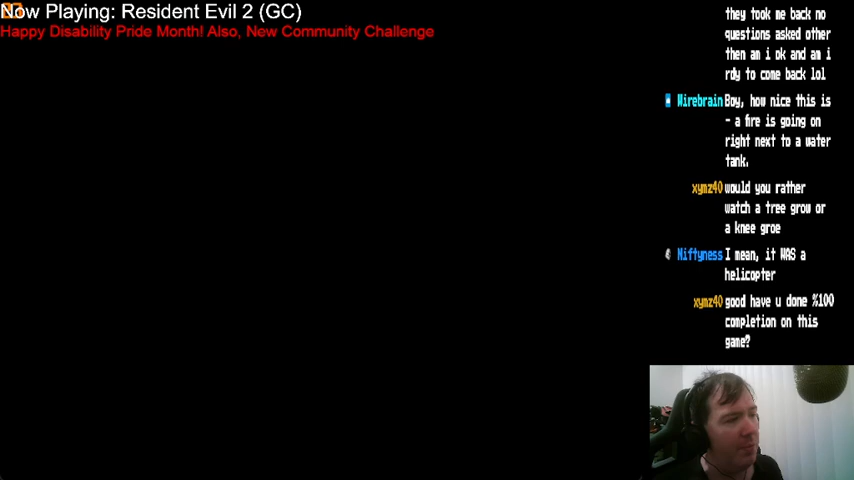 Now Playing: Resident Evil 2 (GC)
Happy Disability Pride Month! Also, New Community Challenge
they took me back no
questions asked other
then am i ok and am i
rdy to come back lol
Wirebrain Boy, how nice this is
- a fire is going on
right next to a water
tank.
xymz40 would you rather
watch a tree grow or
a knee groe
Niftyness I mean, it WAS a
helicopter
xymz40 good have u done %100
completion on this
game?